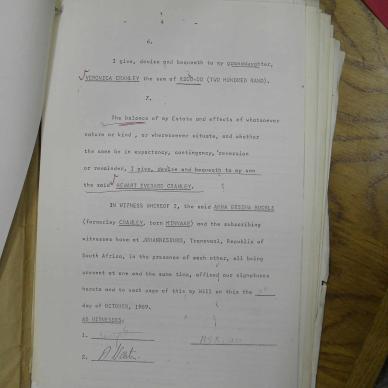 4
6.
I give, devise and bequeath to my granddaughter,
VERONICA CRAWLEY the sum of R200-00 (TWO HUNDRED RAND).
7.
The balance of my Estate and effects of whatsoever
nature or kind, or wheresoever situate, and whether
the same be in expectancy, contingency, reversion
or remainder, I give, devise and bequeath to my son
the said CRAWLEY.
IN WITNESS WHEREOF I, the said ANNA
(formerly CRAWLEY, born MINNAAR) and the subscribing
witnesses have at JOHANNESBURG, Transvaal, Republic of
South Africa, in the presence of each other, all being
present at one and the same time, affixed our signatures
hereto and to each page of this my Will on this the
day of OCTOBER, 1969.
AS WITNESSES.
1.
2.